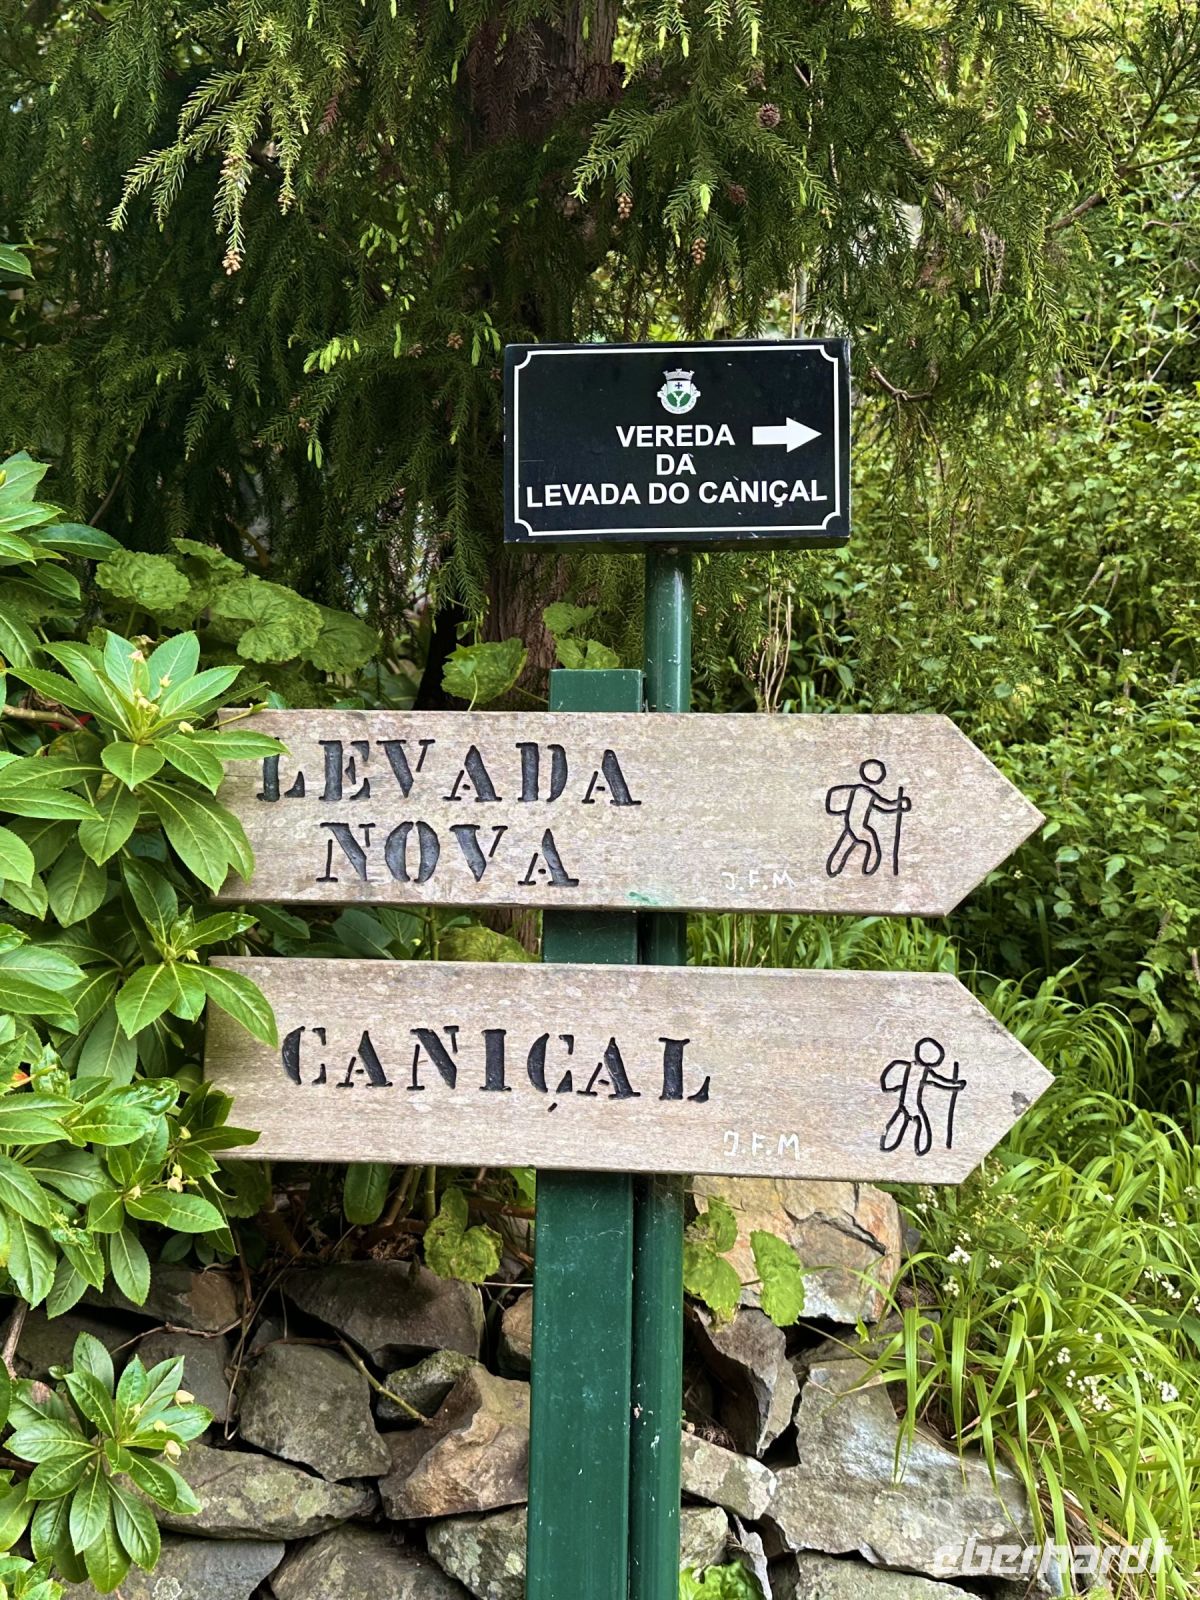 VEREDA
DA
LEVADA DO CANIÇAL
LEVADA
NOVA
J.F.M
CANIÇAL
J.F.M.
eberhardt